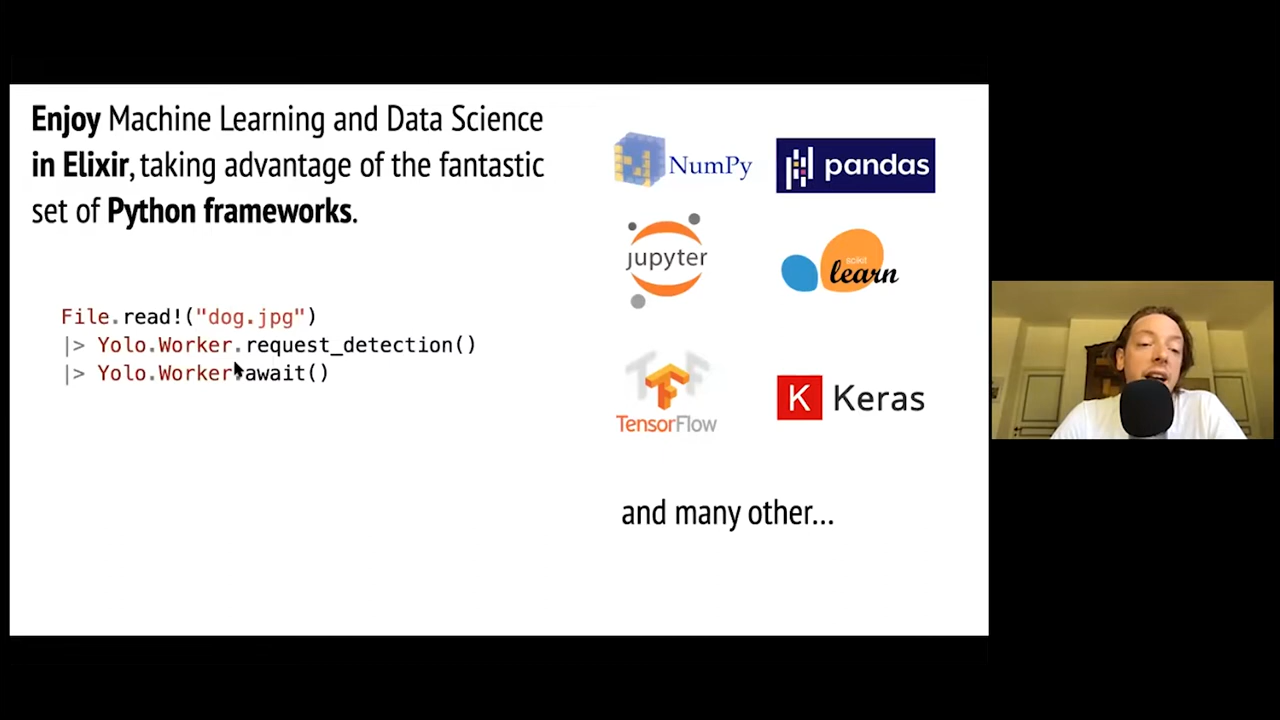 Enjoy Machine Learning and Data Science
in Elixir, taking advantage of the fantastic
set of Python frameworks.
File.read!("dog.jpg")
|> Yolo.Worker.request_detection()
|> Yolo.Worker.await()
NumPy
pandas
jupyter
scikit
learn
TensorFlow
K Keras
and many other...